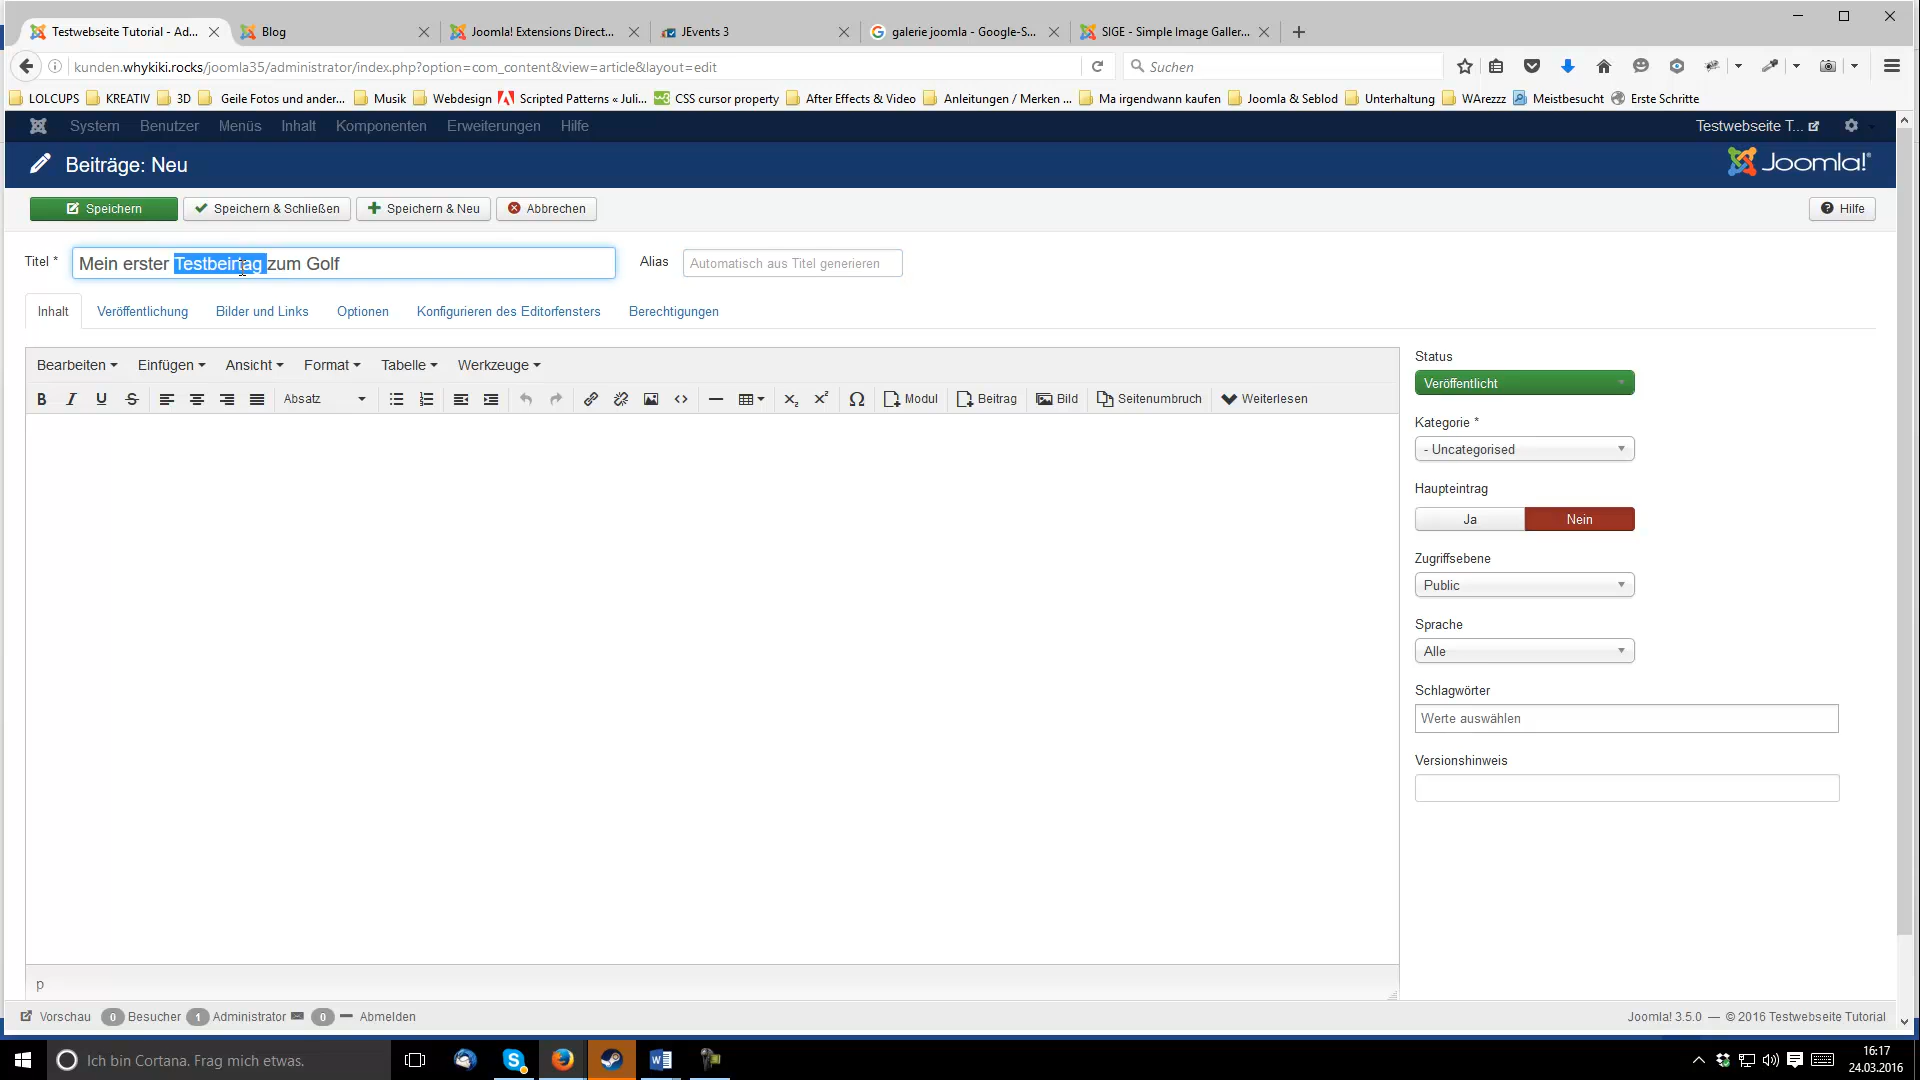 Testwebseite Tutorial - Ad...
Blog
Joomla! Extensions Direct...
JEvents 3
galerie joomla - Google-S...
SIGE - Simple Image Galler...
kunden.whykiki.rocks/joomla35/administrator/index.php?option=com_content&view=article&layout=edit
Suchen
LOLCUPS
KREATIV
3D
Geile Fotos und ander...
Musik
Webdesign
Scripted Patterns « Juli...
CSS cursor property
After Effects & Video
Anleitungen / Merken ...
Ma irgendwann kaufen
Joomla & Seblod
Unterhaltung
WArezzz
Meistbesucht
Erste Schritte
System
Benutzer
Menüs
Inhalt
Komponenten
Erweiterungen
Hilfe
Testwebseite T...
Beiträge: Neu
Joomla!®
Speichern
Speichern & Schließen
Speichern & Neu
Abbrechen
Hilfe
Titel *
Mein erster Testbeirtag zum Golf
Alias
Automatisch aus Titel generieren
Inhalt
Veröffentlichung
Bilder und Links
Optionen
Konfigurieren des Editorfensters
Berechtigungen
Bearbeiten
Einfügen
Ansicht
Format
Tabelle
Werkzeuge
Absatz
Modul
Beitrag
Bild
Seitenumbruch
Weiterlesen
Status
Veröffentlicht
Kategorie *
- Uncategorised
Haupteintrag
Ja
Nein
Zugriffsebene
Public
Sprache
Alle
Schlagwörter
Werte auswählen
Versionshinweis
p
Vorschau
0 Besucher
1 Administrator
0
Abmelden
Joomla! 3.5.0 — © 2016 Testwebseite Tutorial
Ich bin Cortana. Frag mich etwas.
16:17
24.03.2016